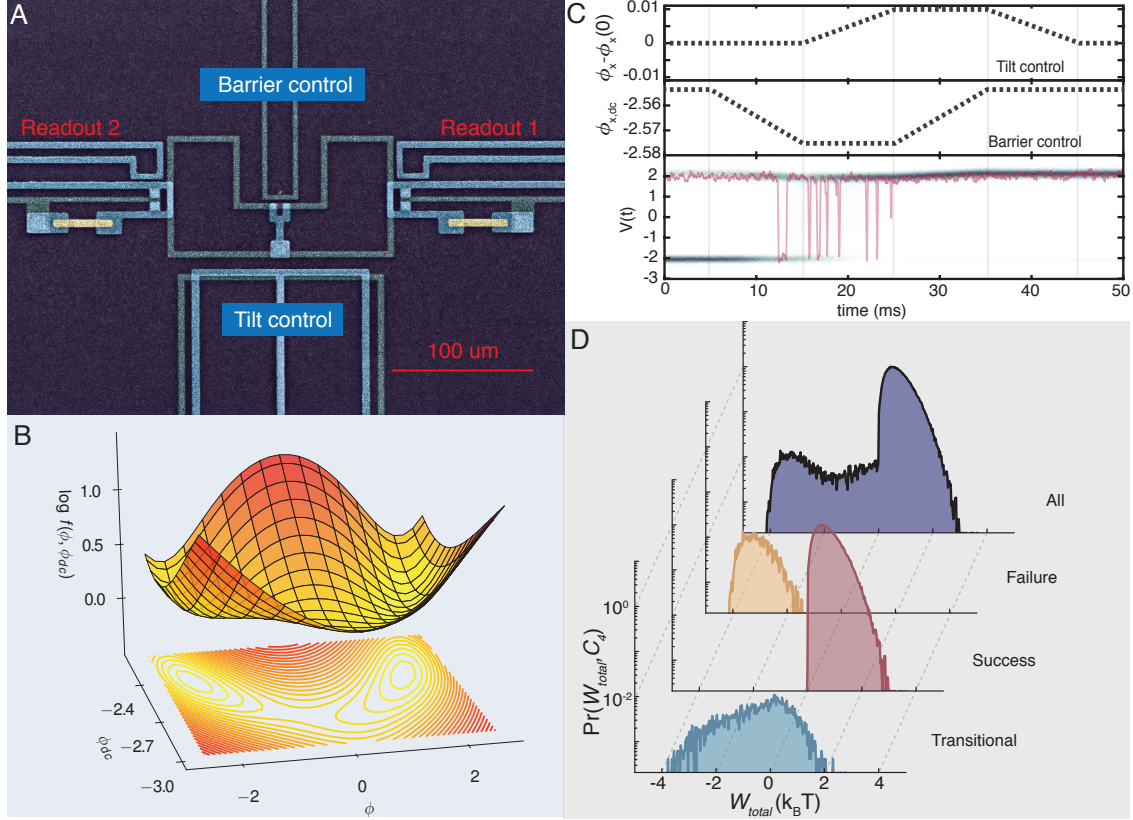 A
Barrier control
Readout 2
Readout 1
Tilt control
100 um
B
log f(ϕ, ϕdc)
1.0
0.5
0.0
−2.4
−2.7
−3.0
ϕdc
−2
0
2
ϕ
C
ϕx-ϕx(0)
0.01
0
-0.01
Tilt control
ϕx,dc
-2.56
-2.57
-2.58
Barrier control
V(t)
2
1
0
-1
-2
-3
0 10 20 30 40 50
time (ms)
D
All
Failure
Success
Transitional
Pr(Wtotal, C4)
10⁰
10⁻²
-4 -2 0 2 4
Wtotal (kBT)